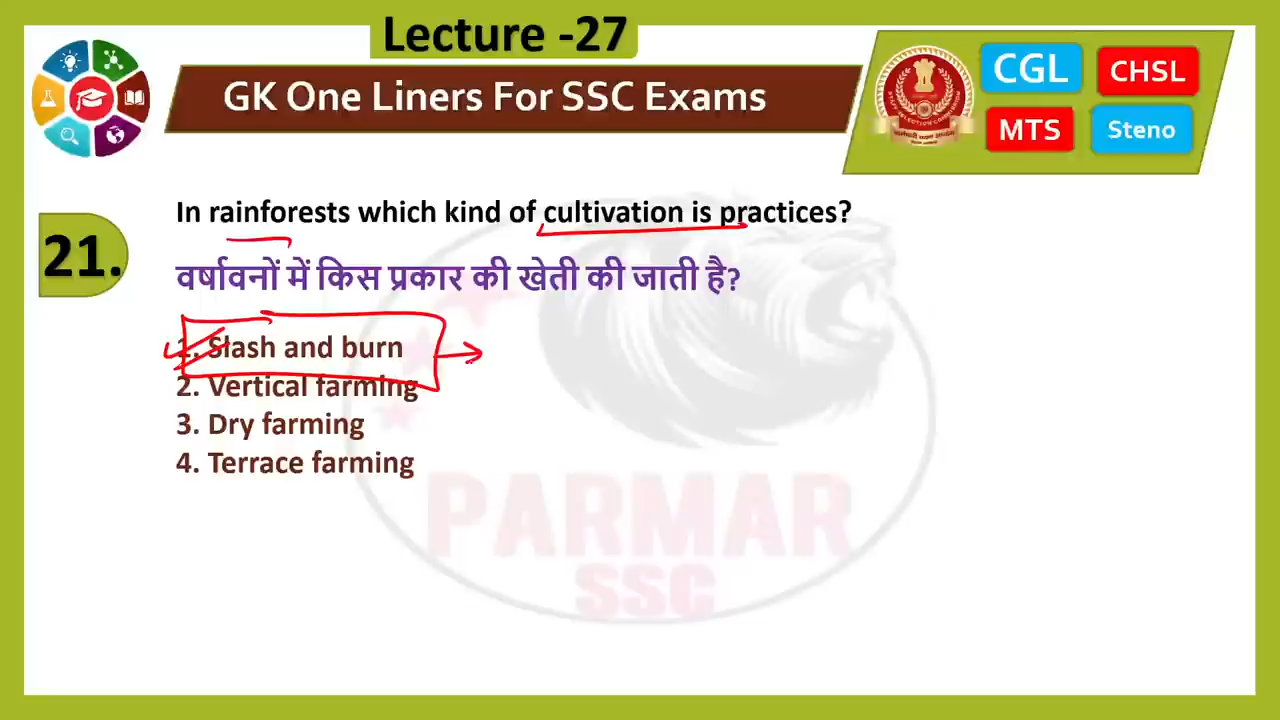 Lecture -27
GK One Liners For SSC Exams
CGL
CHSL
MTS
Steno
21.
In rainforests which kind of cultivation is practices?
वर्षावनों में किस प्रकार की खेती की जाती है?
1. Slash and burn
2. Vertical farming
3. Dry farming
4. Terrace farming
PARMAR
SSC